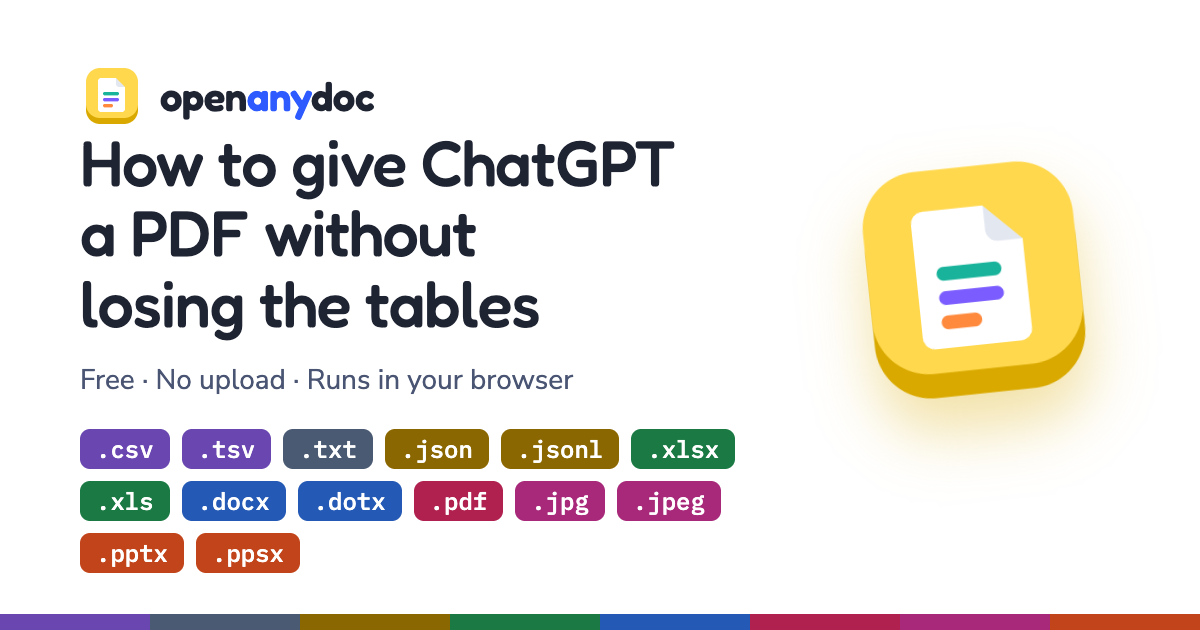 openanydoc
How to give ChatGPT
a PDF without
losing the tables
Free · No upload · Runs in your browser
.csv .tsv .txt .json .jsonl .xlsx
.xls .docx .dotx .pdf .jpg .jpeg
.pptx .ppsx